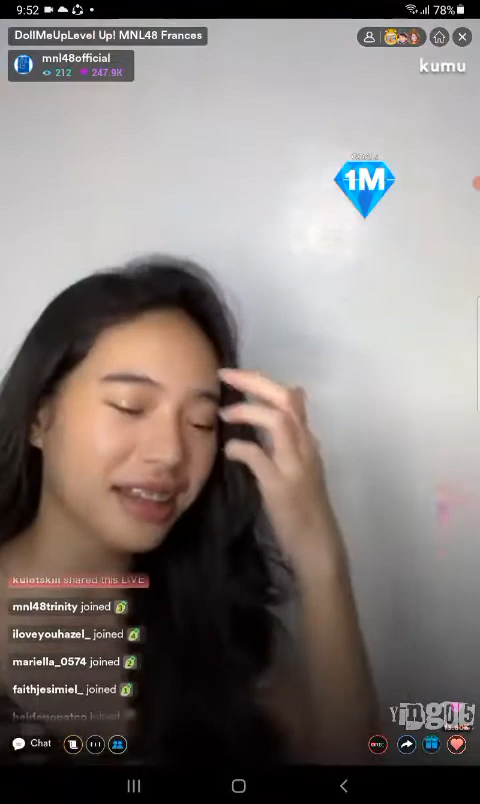 9:52
78%
DollMeUpLevel Up! MNL48 Frances
mnl48official
212 247.9K
kumu
1M
kuletskiii shared this LIVE
mnl48trinity joined
iloveyouhazel_ joined
mariella_0574 joined
faithjesimiel_ joined
Chat